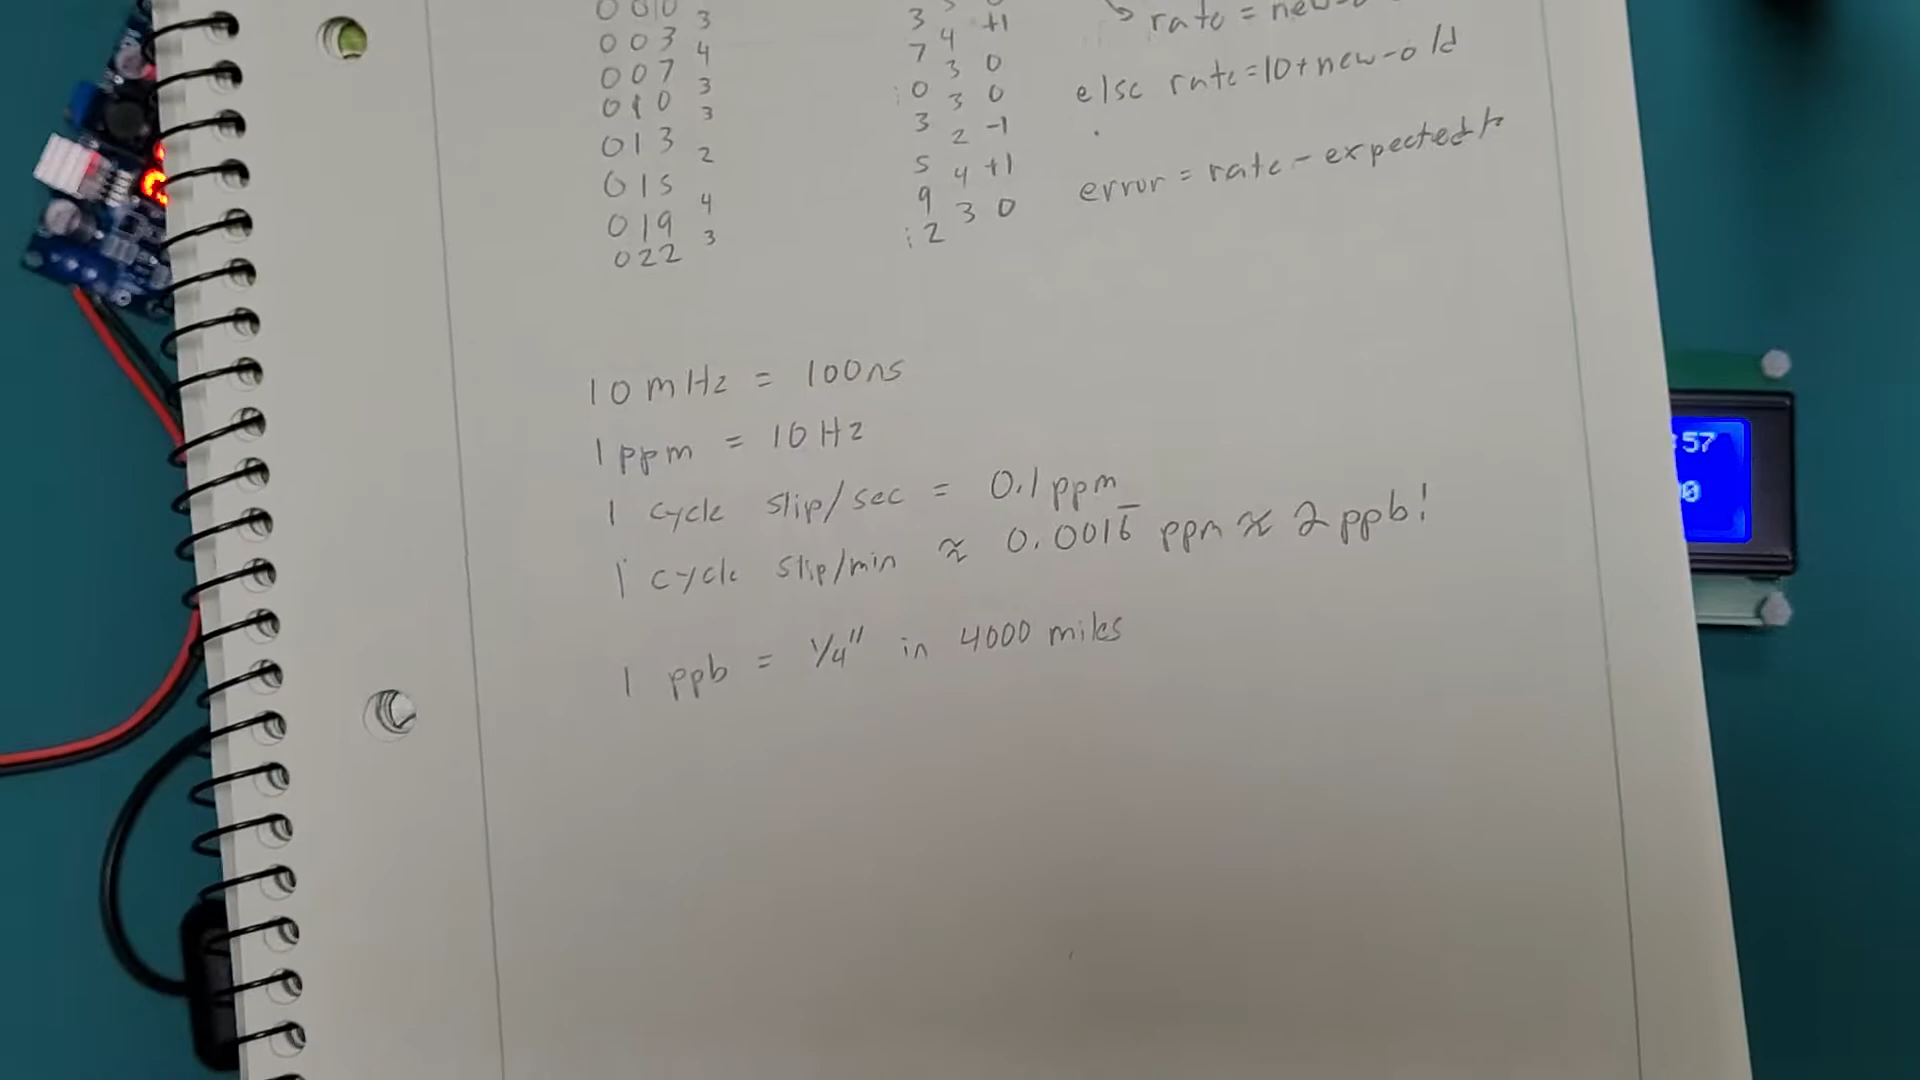 0 0 3 4
0 0 7 3
0 1 0 3
0 1 3 2
0 1 5 4
0 1 9 3
0 2 2
3 4 +1
7 3 0
0 3 0
3 2 -1
5 4 +1
9 3 0
2
rate = new-
else rate=10+new-old
error = rate - expected
10 mHz = 100ns
1 ppm = 10Hz
1 cycle slip/sec = 0.1 ppm
1 cycle slip/min ≈ 0.0016̅ ppm ≈ 2 ppb!
1 ppb = 1/4" in 4000 miles
:57